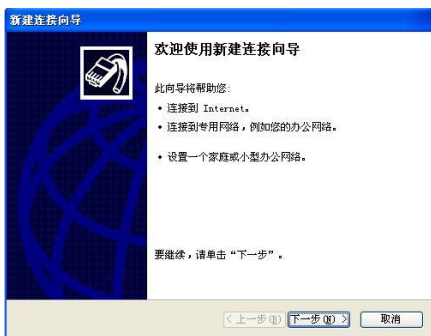 新建连接向导
欢迎使用新建连接向导
此向导将帮助您:
• 连接到 Internet。
• 连接到专用网络，例如您的办公网络。
• 设置一个家庭或小型办公网络。
要继续，请单击“下一步”。
< 上一步(B) 下一步(N) > 取消